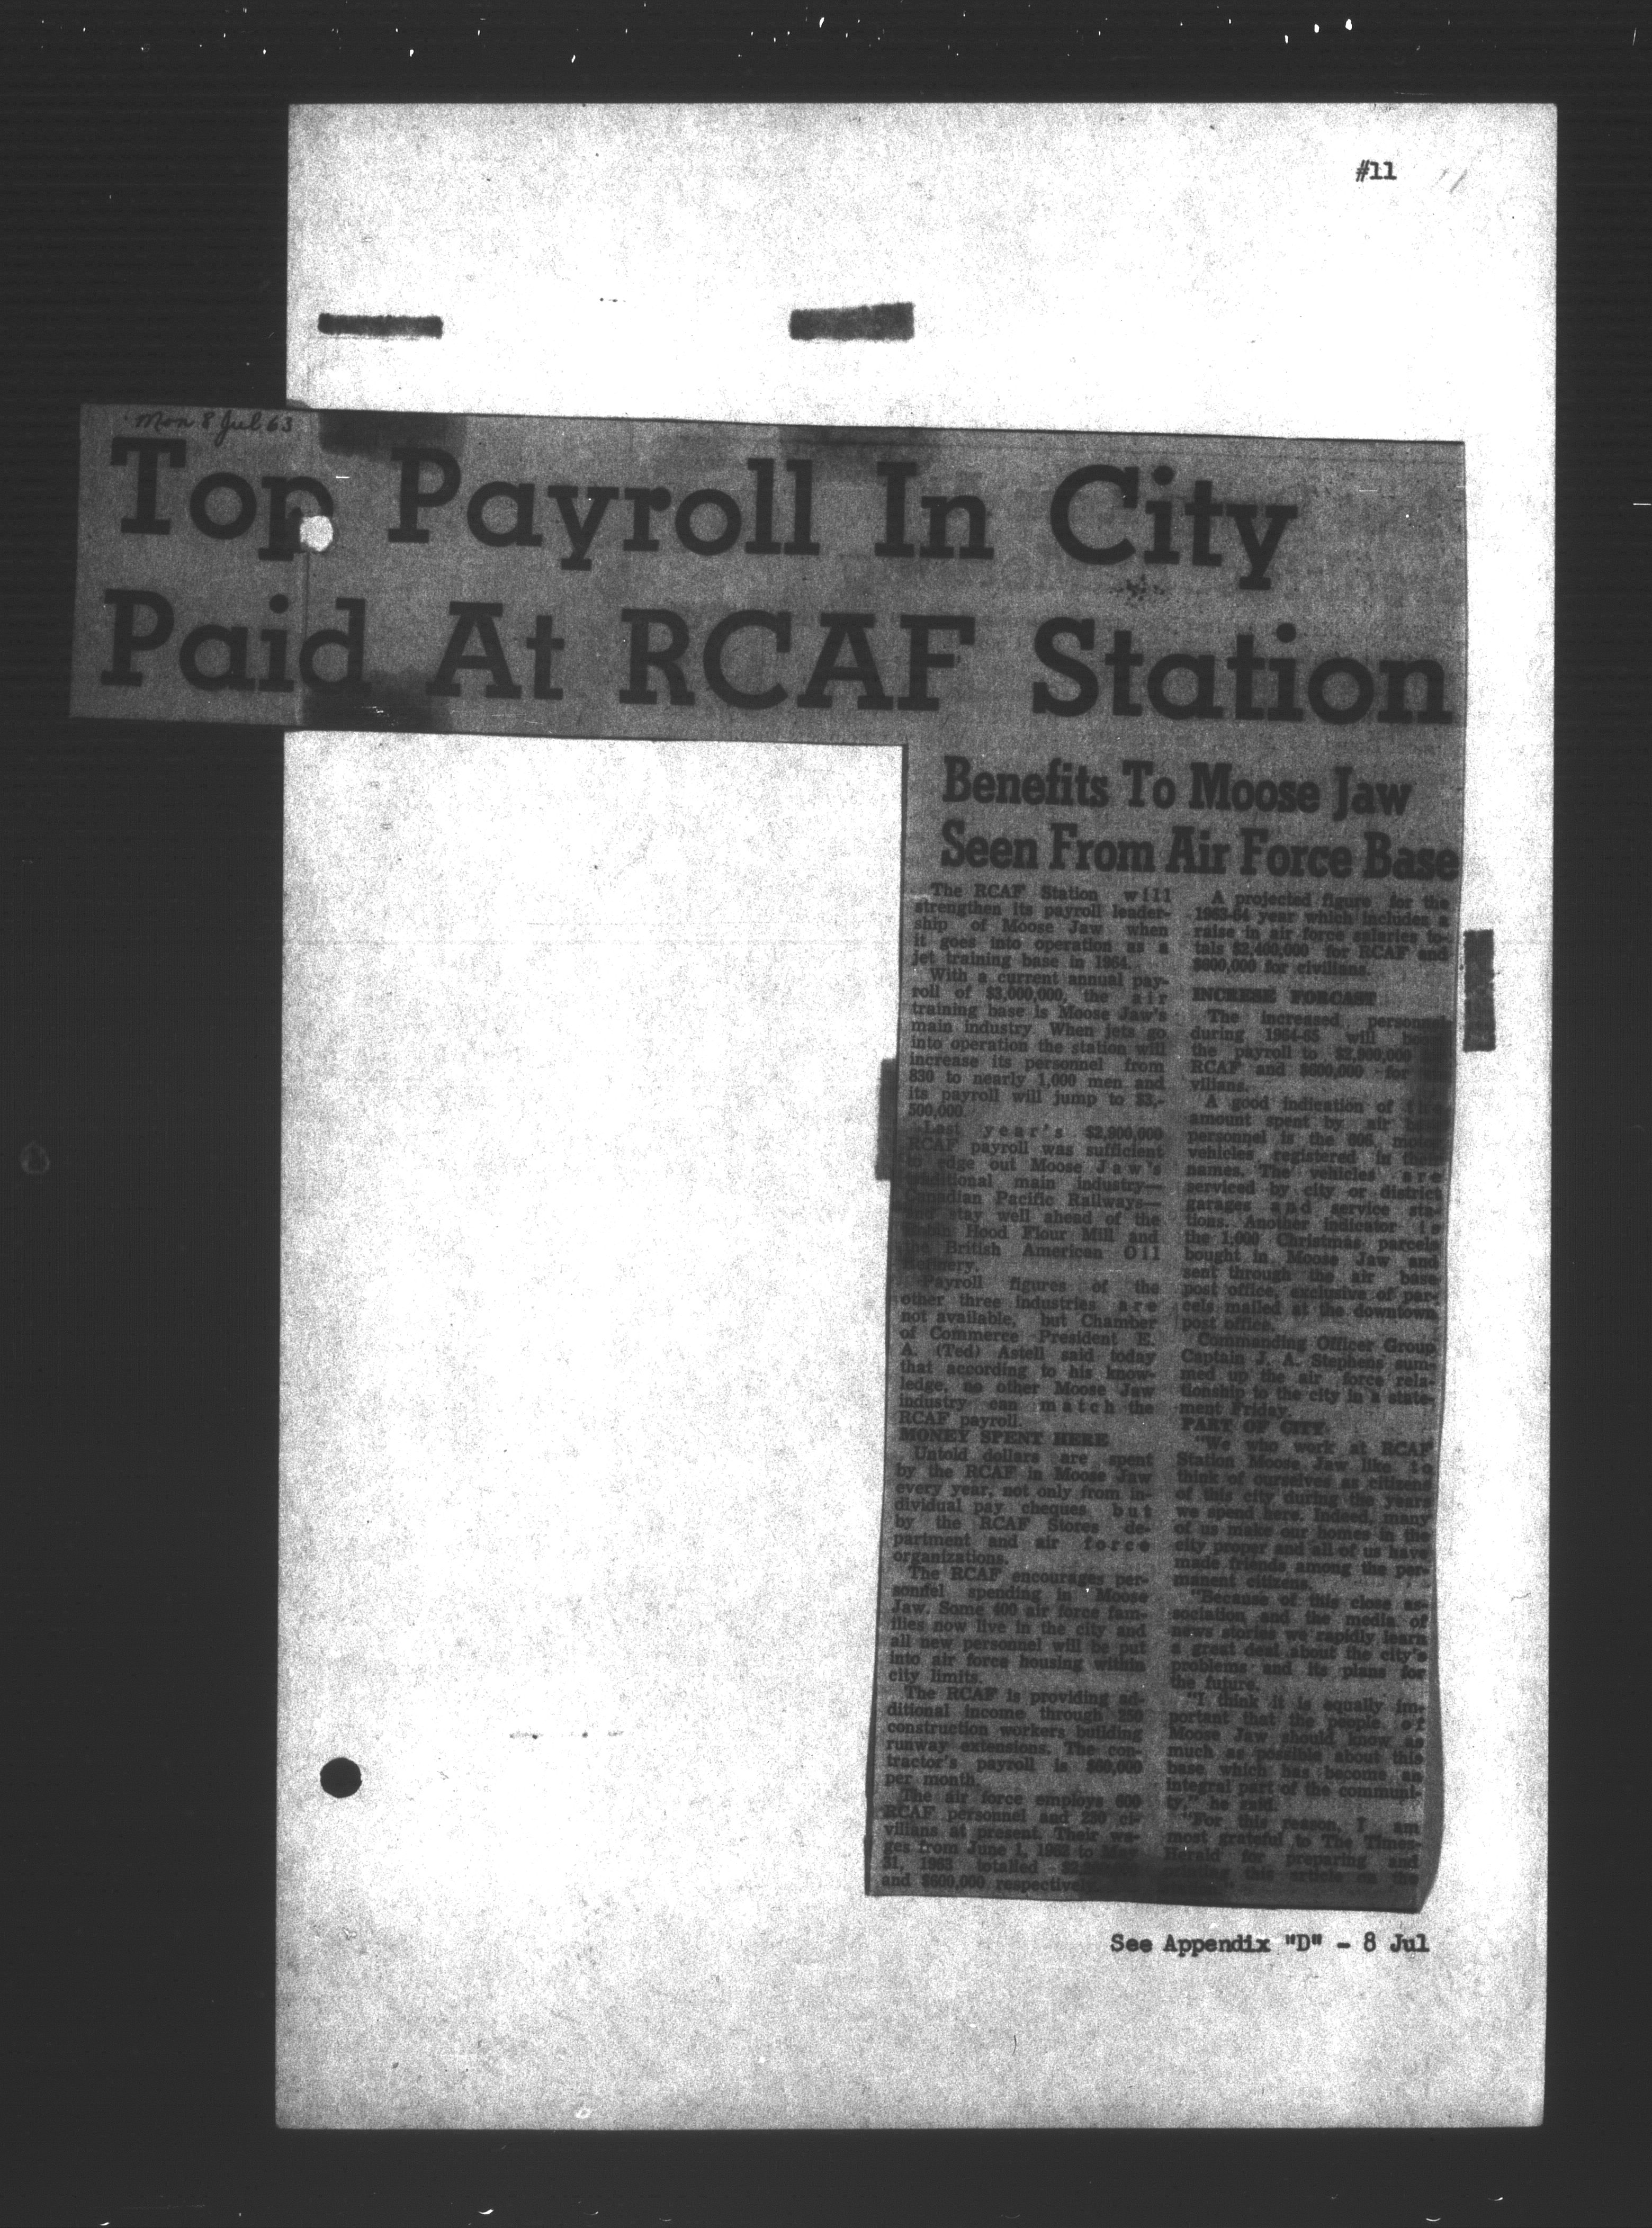 #11
Mon 8 Jul 63
Top Payroll In City
Paid At RCAF Station
Benefits To Moose Jaw
Seen From Air Force Base
The RCAF Station will
strengthen its payroll leader-
ship of Moose Jaw when
it goes into operation as a
jet training base in 1964.
With a current annual pay-
roll of $3,000,000, the air
training base is Moose Jaw's
main industry. When jets go
into operation the station will
increase its personnel from
830 to nearly 1,000 men and
its payroll will jump to $3,-
500,000.
Last year's $2,900,000
RCAF payroll was sufficient
to edge out Moose Jaw's
traditional main industry—
Canadian Pacific Railways—
and stay well ahead of the
Robin Hood Flour Mill and
the British American Oil
Refinery.
Payroll figures of the
other three industries are
not available, but Chamber
of Commerce President E.
A. (Ted) Astell said today
that according to his know-
ledge, no other Moose Jaw
industry can match the
RCAF payroll.
MONEY SPENT HERE
Untold dollars are spent
by the RCAF in Moose Jaw
every year, not only from in-
dividual pay cheques but
by the RCAF Stores de-
partment and air force
organizations.
The RCAF encourages per-
sonnel spending in Moose
Jaw. Some 400 air force fam-
ilies now live in the city and
all new personnel will be put
into air force housing within
city limits.
The RCAF is providing ad-
ditional income through 250
construction workers building
runway extensions. The con-
tractor's payroll is $60,000
per month.
The air force employs 600
RCAF personnel and 230 ci-
vilians at present. Their wa-
ges from June 1, 1962 to May
31, 1963 totalled
and $600,000 respectively.
A projected figure for the
1963-64 year which includes a
raise in air force salaries to-
tals $2,400,000 for RCAF and
$600,000 for civilians.
INCRESE FORCAST
The increased personnel
during 1964-65 will boost
the payroll to $2,900,000
RCAF and $600,000 for ci-
vilians.
A good indication of the
amount spent by air base
personnel is the 606 motor
vehicles registered in their
names. The vehicles are
serviced by city or district
garages and service sta-
tions. Another indicator is
the 1,000 Christmas parcels
bought in Moose Jaw and
sent through the air base
post office, exclusive of par-
cels mailed at the downtown
post office.
Commanding Officer Group
Captain J. A. Stephens sum-
med up the air force rela-
tionship to the city in a state-
ment Friday.
PART OF CITY
"We who work at RCAF
Station Moose Jaw like to
think of ourselves as citizens
of this city during the years
we spend here. Indeed, many
of us make our homes in the
city proper and all of us have
made friends among the per-
manent citizens.
"Because of this close as-
sociation and the media of
news stories we rapidly learn
a great deal about the city's
problems and its plans for
the future.
"I think it is equally im-
portant that the people of
Moose Jaw should know as
much as possible about this
base which has become an
integral part of the communi-
ty," he said.
"For this reason, I am
most grateful to The Times-
Herald for preparing and
printing this article on the
station."
See Appendix "D" - 8 Jul